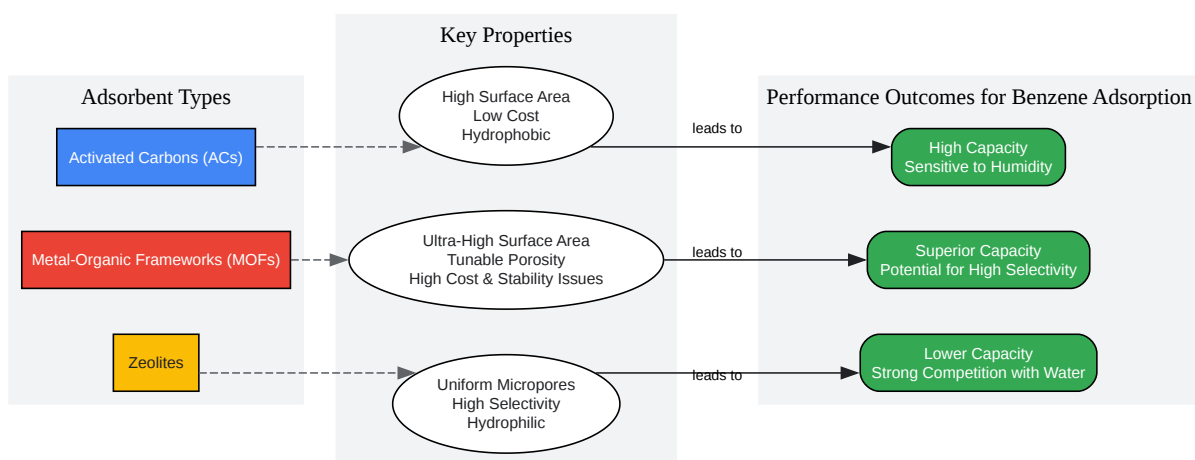 Key Properties
Adsorbent Types
Performance Outcomes for Benzene Adsorption
Activated Carbons (ACs)
High Surface Area
Low Cost
Hydrophobic
leads to
High Capacity
Sensitive to Humidity
Metal-Organic Frameworks (MOFs)
Ultra-High Surface Area
Tunable Porosity
High Cost & Stability Issues
leads to
Superior Capacity
Potential for High Selectivity
Zeolites
Uniform Micropores
High Selectivity
Hydrophilic
leads to
Lower Capacity
Strong Competition with Water